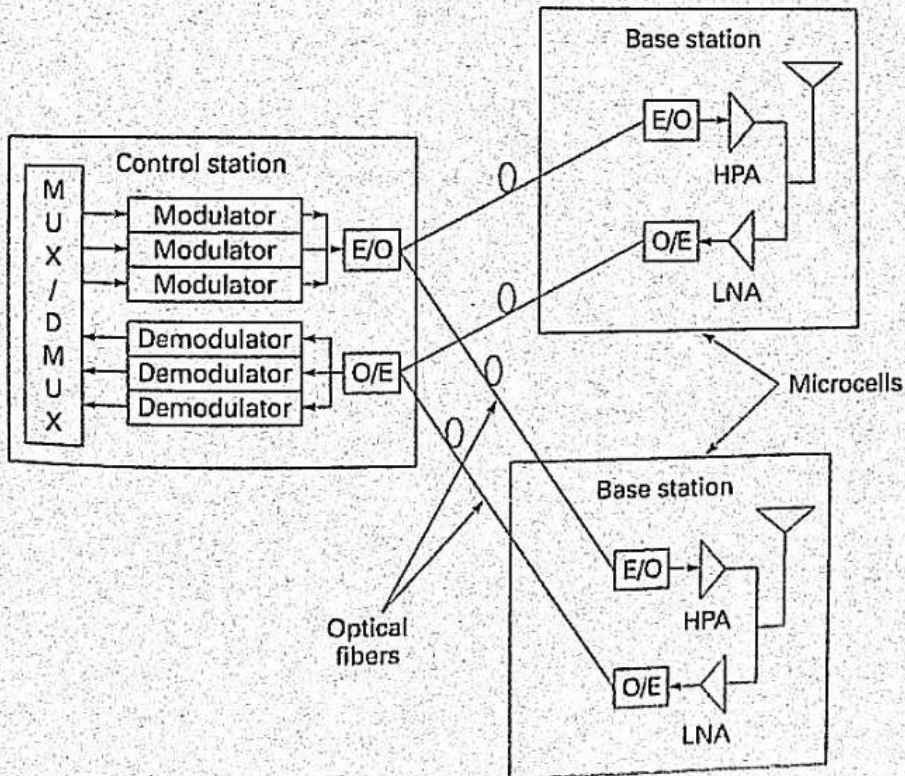 Control station
M
U
X
/
D
M
U
X
Modulator
Modulator
Modulator
E/O
Demodulator
Demodulator
Demodulator
O/E
Base station
E/O
HPA
O/E
LNA
Microcells
Base station
E/O
HPA
O/E
LNA
Optical
fibers